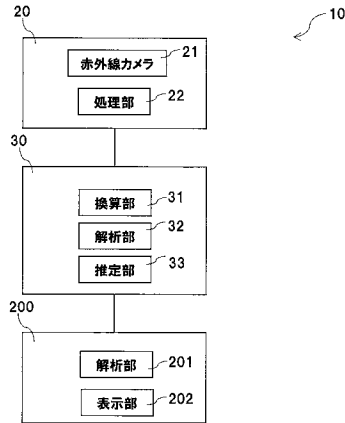 10
20
赤外線カメラ 21
処理部 22
30
換算部 31
解析部 32
推定部 33
200
解析部 201
表示部 202